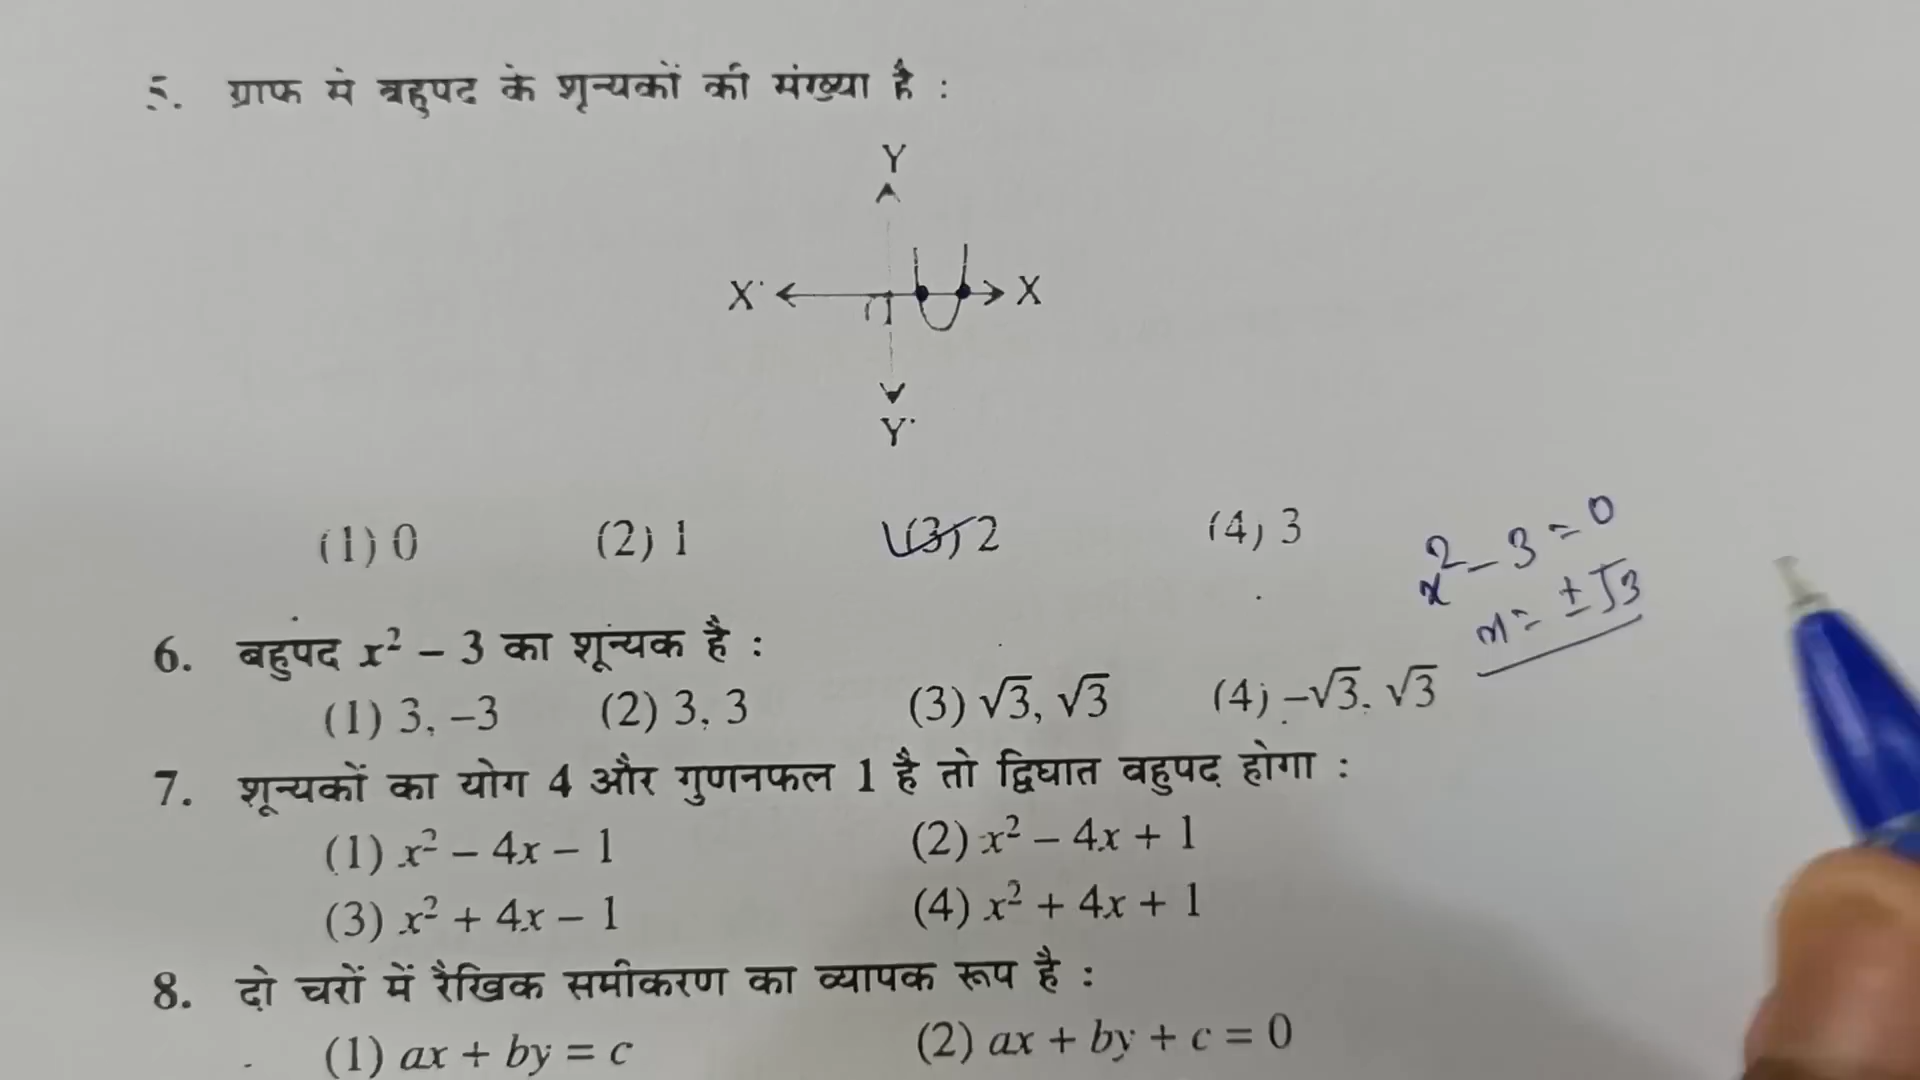 5. ग्राफ में बहुपद के शून्यकों की संख्या है :
Y
X' X
Y'
(1) 0 (2) 1 (3) 2 (4) 3
x² – 3 = 0
x = ±√3
6. बहुपद x² – 3 का शून्यक है :
(1) 3, –3 (2) 3, 3 (3) √3, √3 (4) –√3, √3
7. शून्यकों का योग 4 और गुणनफल 1 है तो द्विघात बहुपद होगा :
(1) x² – 4x – 1 (2) x² – 4x + 1
(3) x² + 4x – 1 (4) x² + 4x + 1
8. दो चरों में रैखिक समीकरण का व्यापक रूप है :
(1) ax + by = c (2) ax + by + c = 0